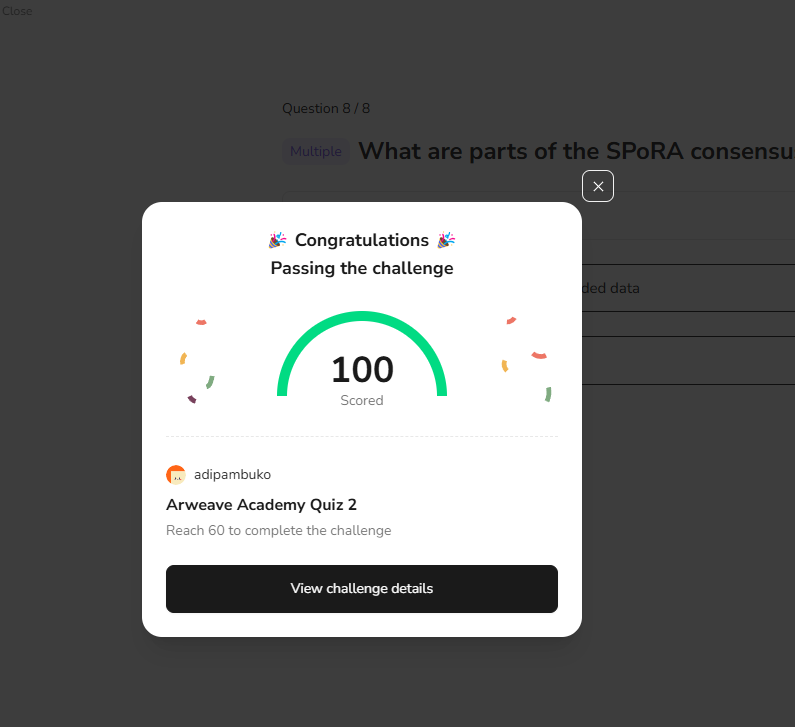 Close
Question 8 / 8
Multiple What are parts of the SPoRA consensu
Congratulations
Passing the challenge
ded data
100
Scored
adipambuko
Arweave Academy Quiz 2
Reach 60 to complete the challenge
View challenge details